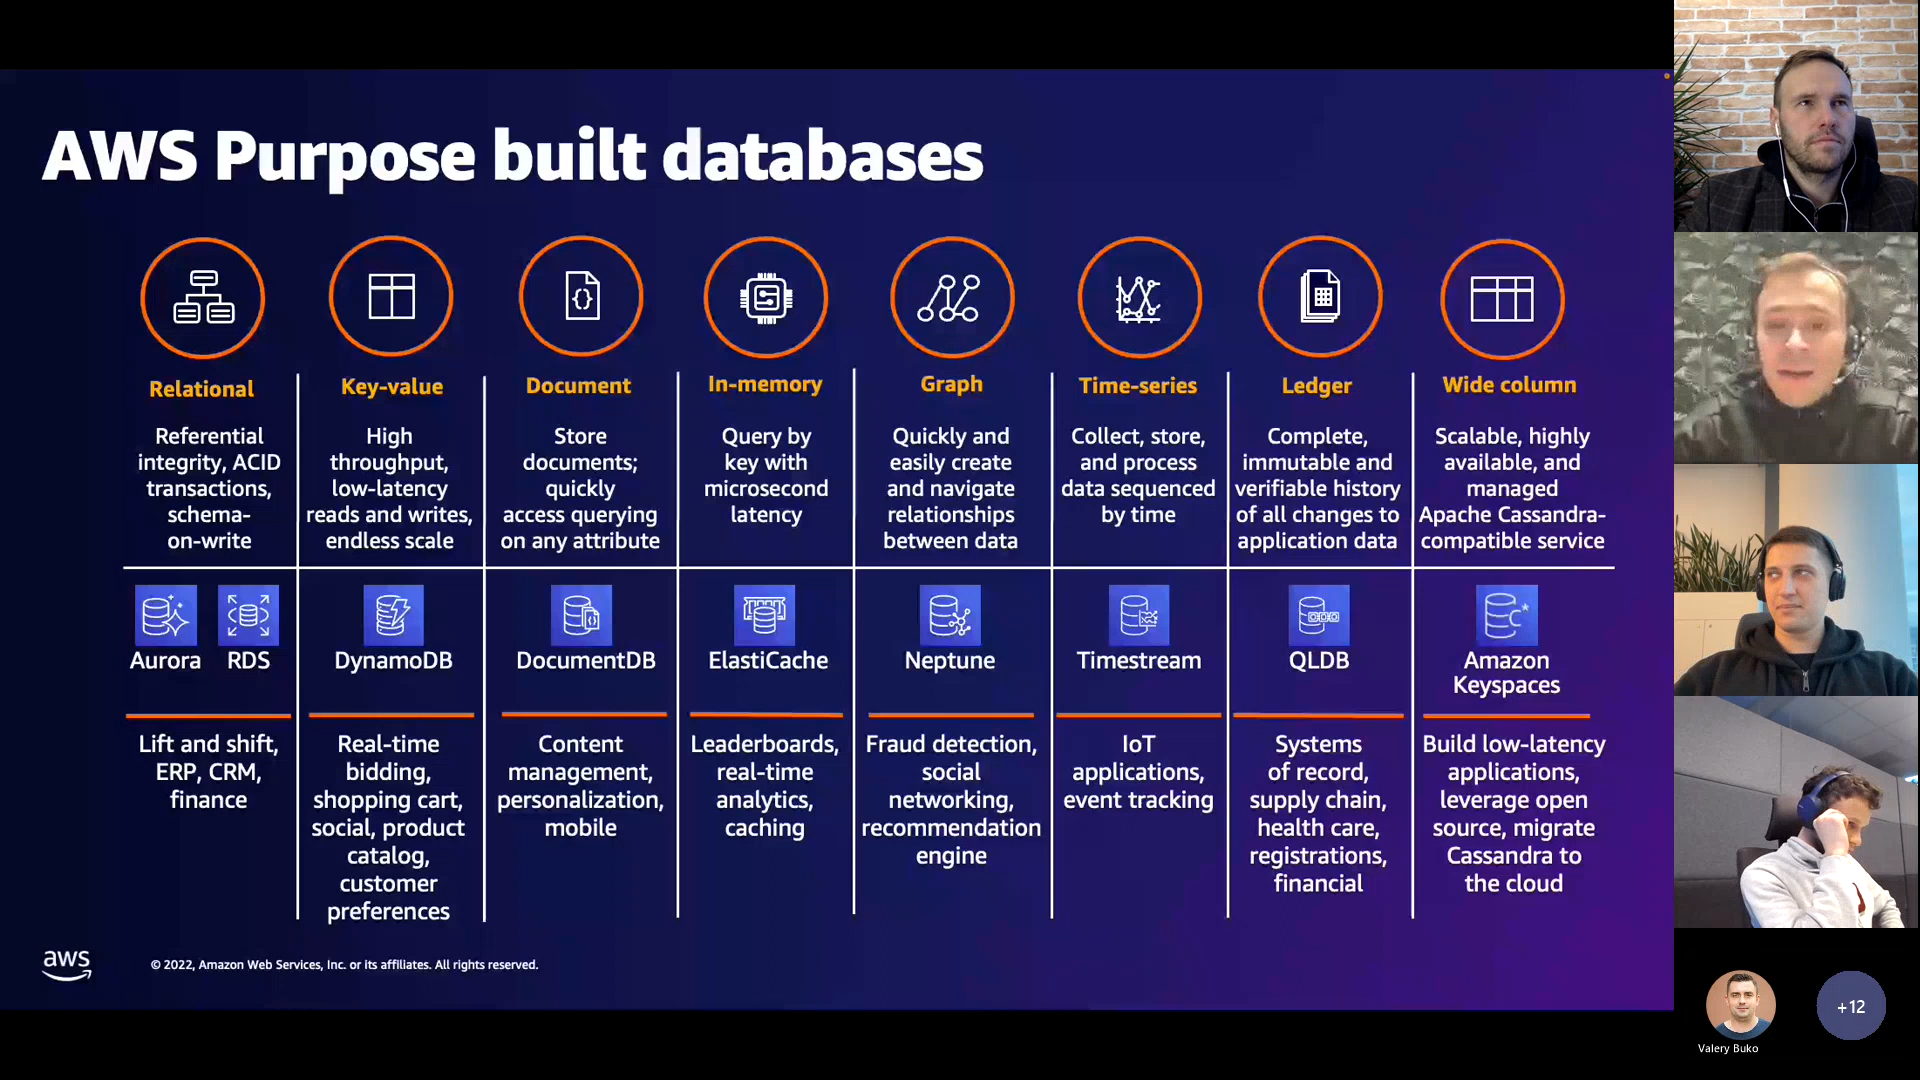 AWS Purpose built databases
Relational
Referential
integrity, ACID
transactions,
schema-
on-write
Aurora RDS
Lift and shift,
ERP, CRM,
finance
Key-value
High
throughput,
low-latency
reads and writes,
endless scale
DynamoDB
Real-time
bidding,
shopping cart,
social, product
catalog,
customer
preferences
Document
Store
documents;
quickly
access querying
on any attribute
DocumentDB
Content
management,
personalization,
mobile
In-memory
Query by
key with
microsecond
latency
ElastiCache
Leaderboards,
real-time
analytics,
caching
Graph
Quickly and
easily create
and navigate
relationships
between data
Neptune
Fraud detection,
social
networking,
recommendation
engine
Time-series
Collect, store,
and process
data sequenced
by time
Timestream
IoT
applications,
event tracking
Ledger
Complete,
immutable and
verifiable history
of all changes to
application data
QLDB
Systems
of record,
supply chain,
health care,
registrations,
financial
Wide column
Scalable, highly
available, and
managed
Apache Cassandra-
compatible service
Amazon
Keyspaces
Build low-latency
applications,
leverage open
source, migrate
Cassandra to
the cloud
aws
© 2022, Amazon Web Services, Inc. or its affiliates. All rights reserved.
Valery Buko
+12